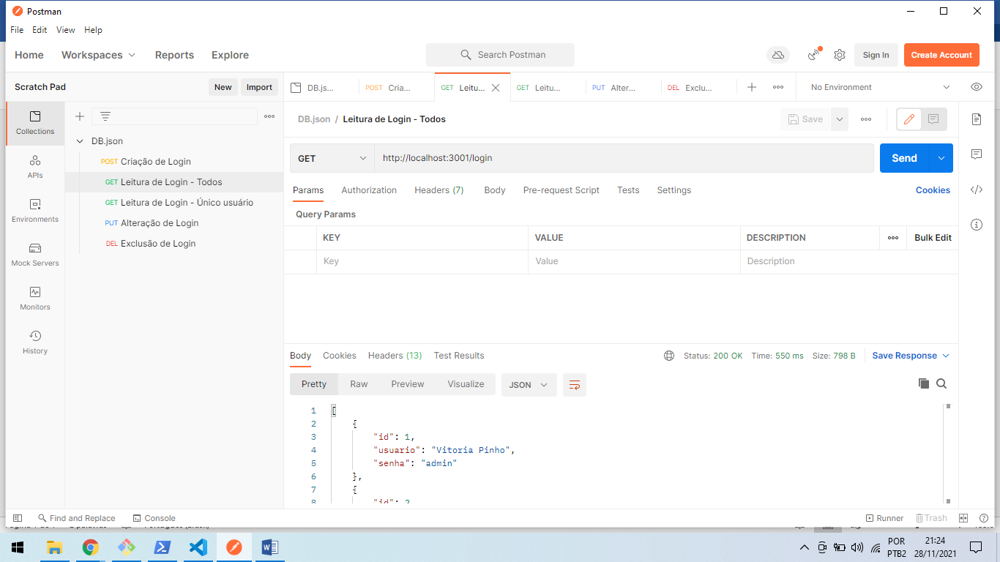 Postman
File Edit View Help
Home Workspaces Reports Explore Search Postman Sign In Create Account
Scratch Pad New Import
DB.js... POST Cria... GET Leitu... GET Leitu... PUT Alter... DEL Exclu... No Environment
Collections
APIs
Environments
Mock Servers
Monitors
History
DB.json
POST Criação de Login
GET Leitura de Login - Todos
GET Leitura de Login - Único usuário
PUT Alteração de Login
DEL Exclusão de Login
DB.json / Leitura de Login - Todos Save
GET http://localhost:3001/login Send
Params Authorization Headers (7) Body Pre-request Script Tests Settings Cookies
Query Params
KEY VALUE DESCRIPTION Bulk Edit
Key Value Description
Body Cookies Headers (13) Test Results Status: 200 OK Time: 550 ms Size: 798 B Save Response
Pretty Raw Preview Visualize JSON
1 [
2 {
3 "id": 1,
4 "usuario": "Vitoria Pinho",
5 "senha": "admin"
6 },
7 {
8 "id": 2
Find and Replace Console Runner Trash
POR 21:24
PTB2 28/11/2021